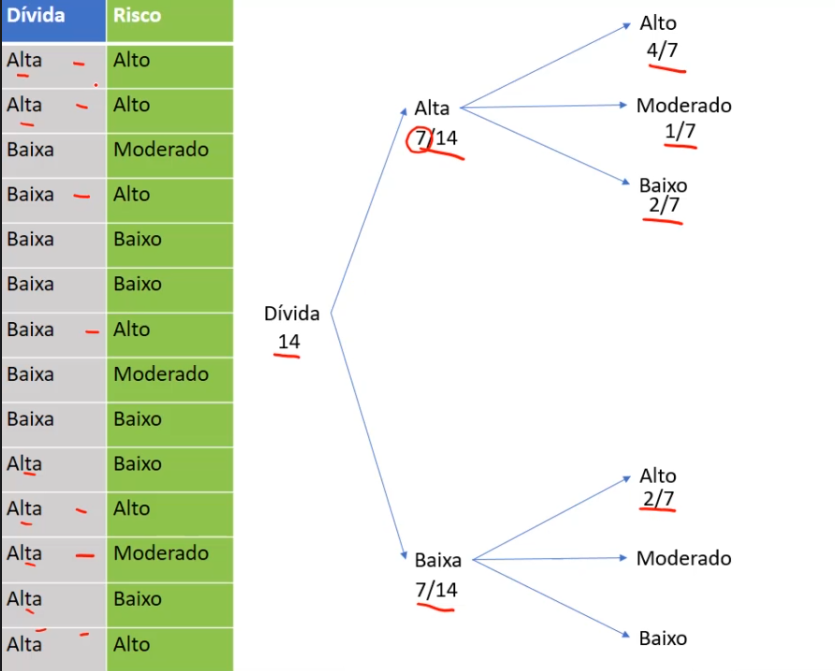 Dívida Risco
Alta Alto
Alta Alto
Baixa Moderado
Baixa Alto
Baixa Baixo
Baixa Baixo
Baixa Alto
Baixa Moderado
Baixa Baixo
Alta Baixo
Alta Alto
Alta Moderado
Alta Baixo
Alta Alto
Dívida
14
Alta
7/14
Alto
4/7
Moderado
1/7
Baixo
2/7
Baixa
7/14
Alto
2/7
Moderado
Baixo